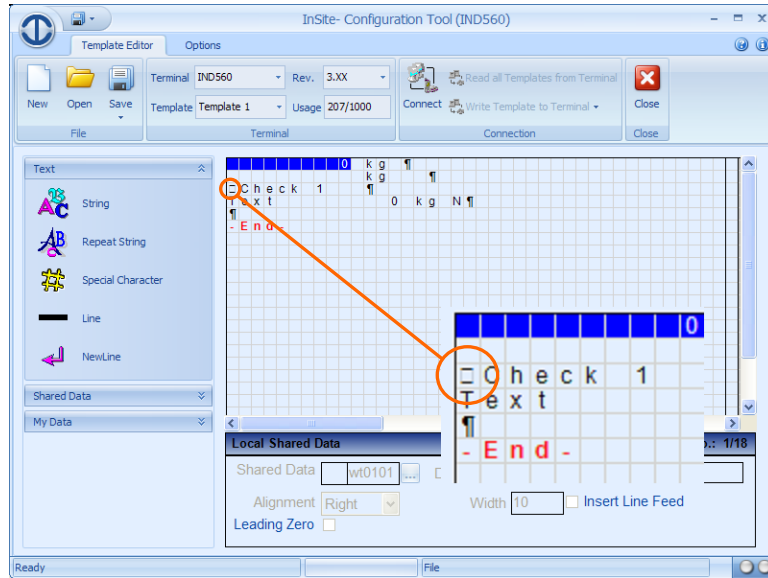 InSite- Configuration Tool (IND560)
Template Editor Options
New Open Save
File
Terminal IND560 Rev. 3.XX
Template Template 1 Usage 207/1000
Terminal
Connect Read all Templates from Terminal
Write Template to Terminal
Connection
Close
Close
Text
String
Repeat String
Special Character
Line
NewLine
Shared Data
My Data
0 kg ¶
kg ¶
□Check 1 ¶
Text 0 kg N¶
¶
-End-
0
□Check 1
Text
¶
-End-
Local Shared Data 1/18
Shared Data wt0101 ...
Alignment Right Width 10 Insert Line Feed
Leading Zero
Ready File